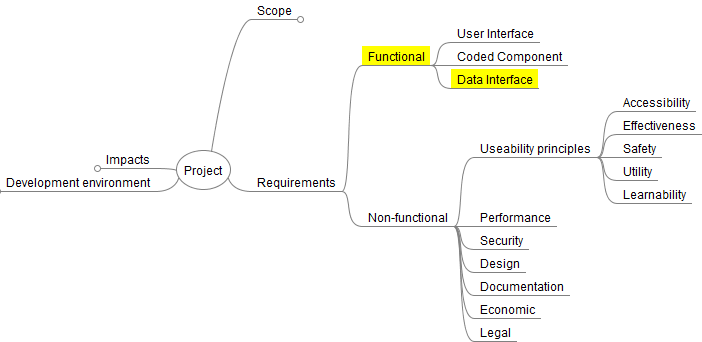 Scope
User Interface
Functional
Coded Component
Data Interface
Accessibility
Effectiveness
Useability principles
Safety
Impacts
Project
Utility
Development environment
Requirements
Learnability
Non-functional
Performance
Security
Design
Documentation
Economic
Legal